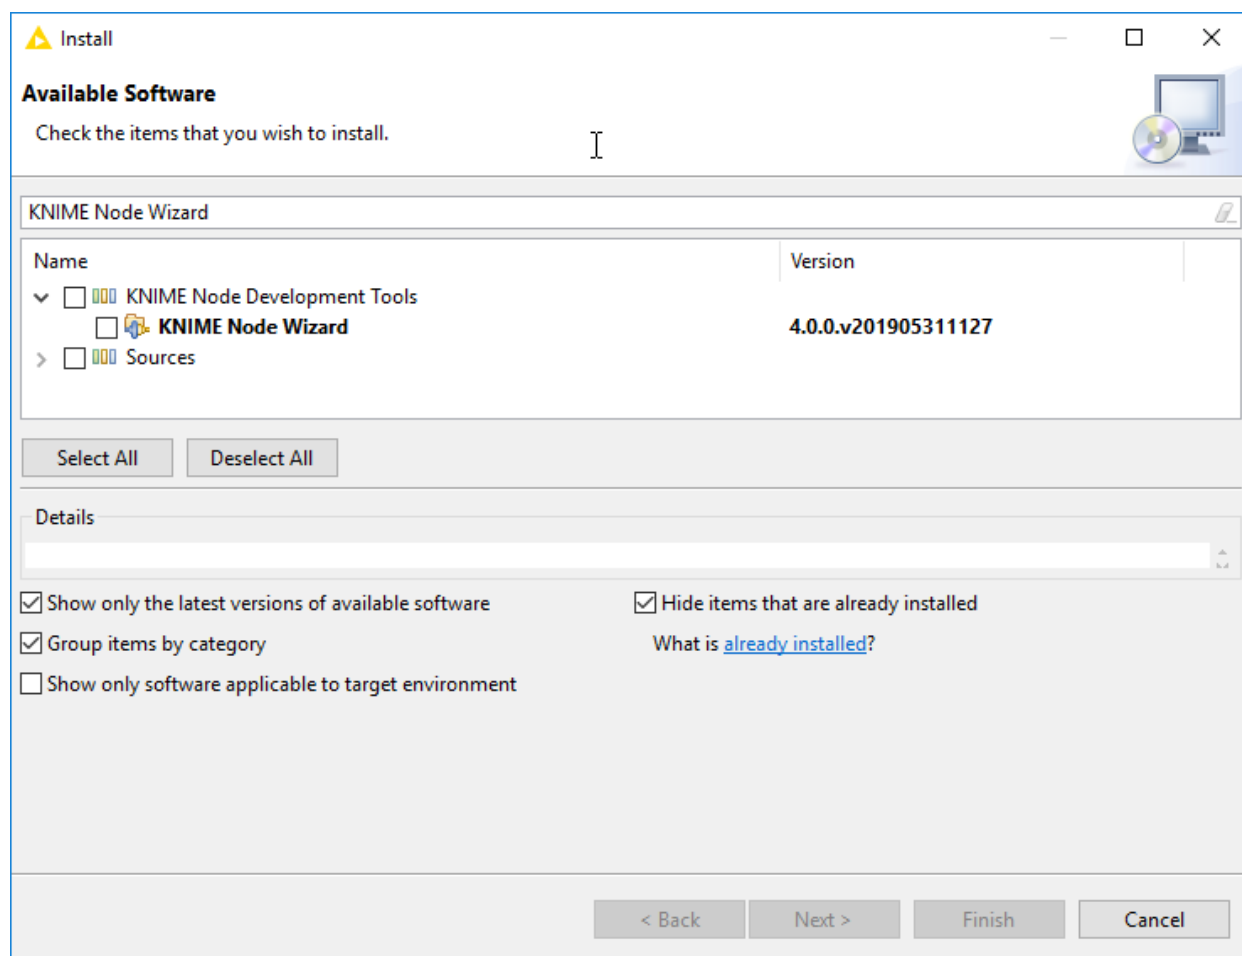 Install
Available Software
Check the items that you wish to install.
KNIME Node Wizard
Name Version
KNIME Node Development Tools
KNIME Node Wizard 4.0.0.v201905311127
Sources
Select All Deselect All
Details
Show only the latest versions of available software Hide items that are already installed
Group items by category What is already installed?
Show only software applicable to target environment
< Back Next > Finish Cancel